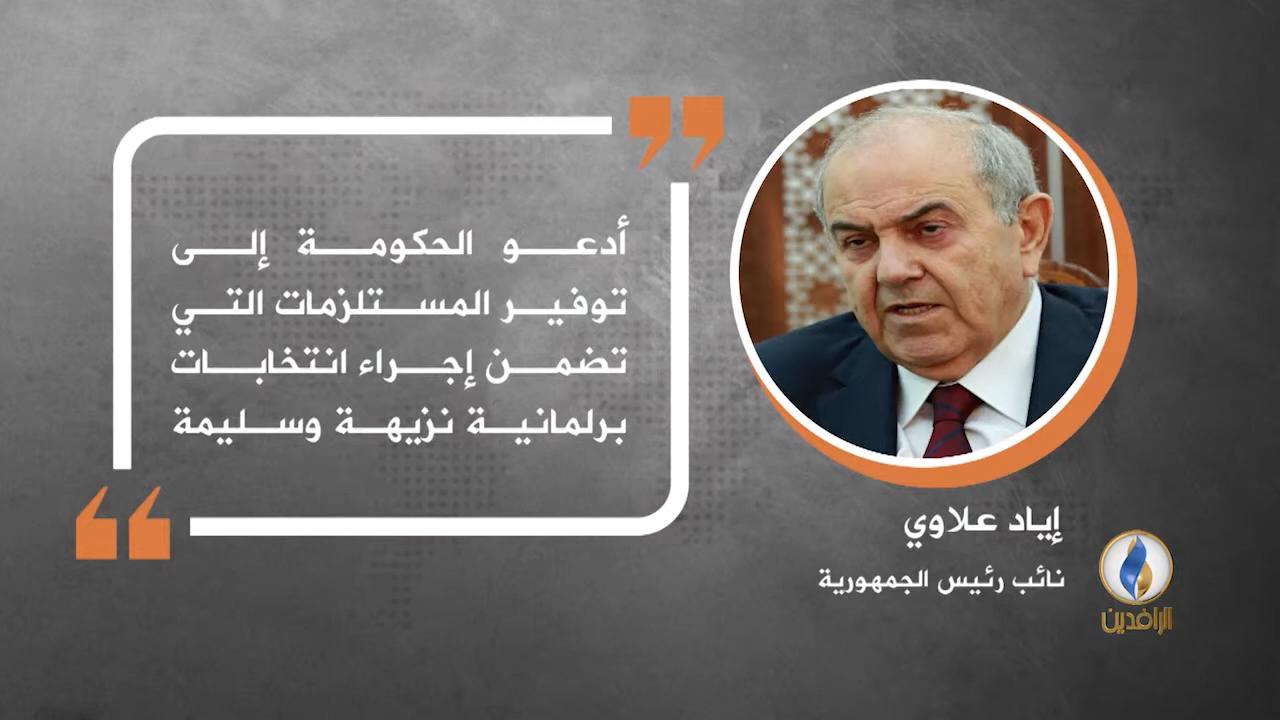 أدعو الحكومة إلى
توفير المستلزمات التي
تضمن إجراء انتخابات
برلمانية نزيهة وسليمة
إياد علاوي
نائب رئيس الجمهورية
الرافدين